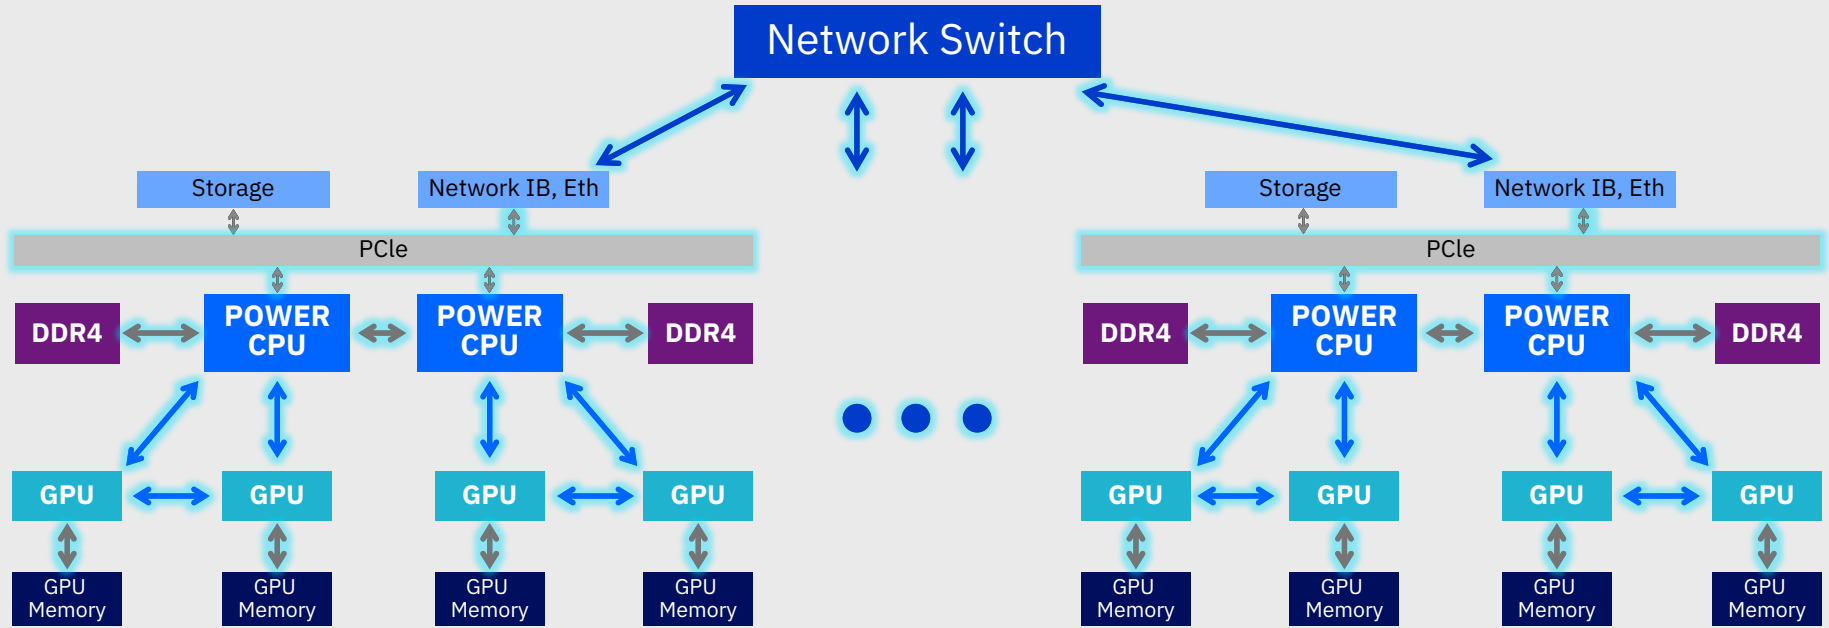 Network Switch
Storage
Network IB, Eth
Storage
Network IB, Eth
PCle
PCle
DDR4
POWER
CPU
POWER
CPU
DDR4
DDR4
POWER
CPU
POWER
CPU
DDR4
GPU
GPU
GPU
GPU
GPU
GPU
GPU
GPU
GPU
Memory
GPU
Memory
GPU
Memory
GPU
Memory
GPU
Memory
GPU
Memory
GPU
Memory
GPU
Memory